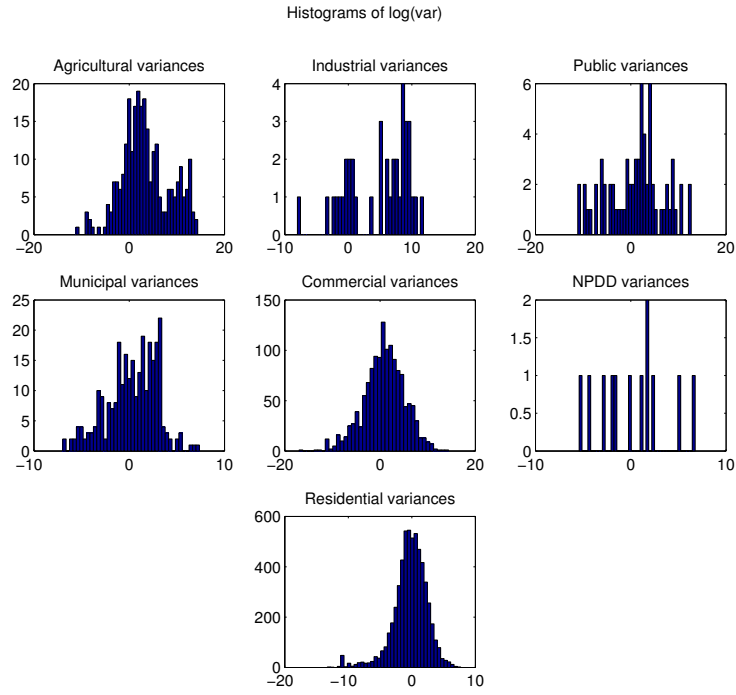 Histograms of log(var)
Agricultural variances
20
15
10
5
0
−20 0 20
Industrial variances
4
3
2
1
0
−10 0 10 20
Public variances
6
4
2
0
−20 0 20
Municipal variances
25
20
15
10
5
0
−10 0 10
Commercial variances
150
100
50
0
−20 0 20
NPDD variances
2
1.5
1
0.5
0
−10 0 10
Residential variances
600
400
200
0
−20 −10 0 10